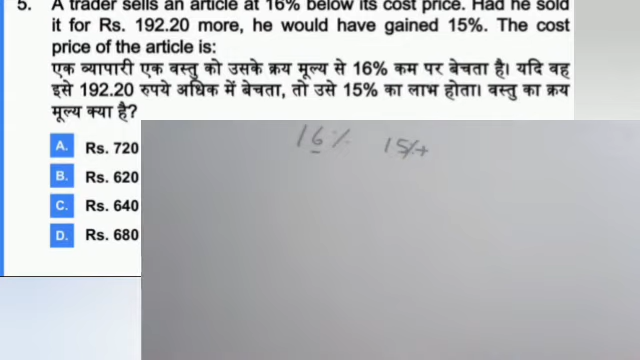 5. A trader sells an article at 16% below its cost price. Had he sold
it for Rs. 192.20 more, he would have gained 15%. The cost
price of the article is:
एक व्यापारी एक वस्तु को उसके क्रय मूल्य से 16% कम पर बेचता है। यदि वह
इसे 192.20 रुपये अधिक में बेचता, तो उसे 15% का लाभ होता। वस्तु का क्रय
मूल्य क्या है?
A. Rs. 720
B. Rs. 620
C. Rs. 640
D. Rs. 680
16% 15%+